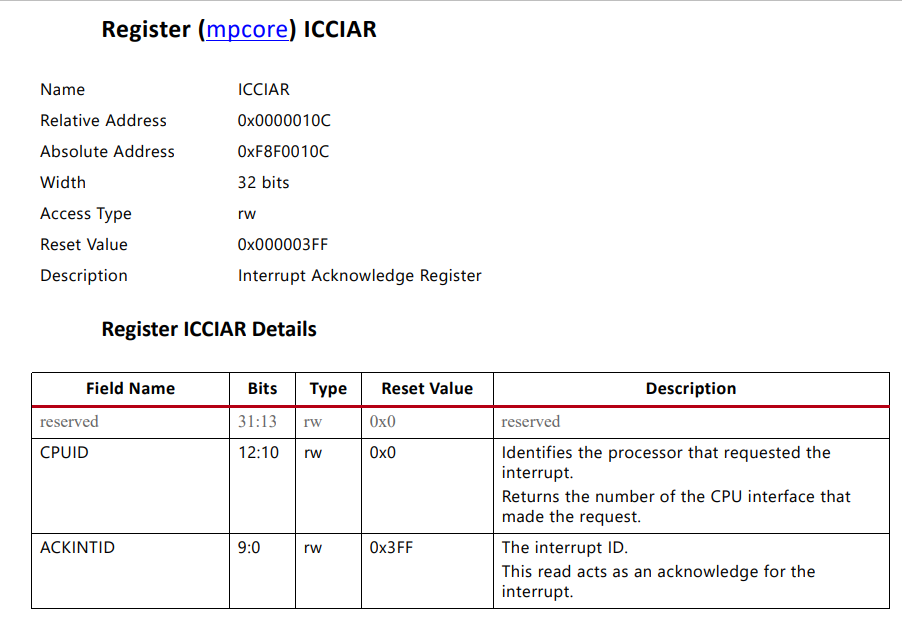 Register (mpcore) ICCIAR
Name ICCIAR
Relative Address 0x0000010C
Absolute Address 0xF8F0010C
Width 32 bits
Access Type rw
Reset Value 0x000003FF
Description Interrupt Acknowledge Register
Register ICCIAR Details
Field Name Bits Type Reset Value Description
reserved 31:13 rw 0x0 reserved
CPUID 12:10 rw 0x0 Identifies the processor that requested the
interrupt.
Returns the number of the CPU interface that
made the request.
ACKINTID 9:0 rw 0x3FF The interrupt ID.
This read acts as an acknowledge for the
interrupt.